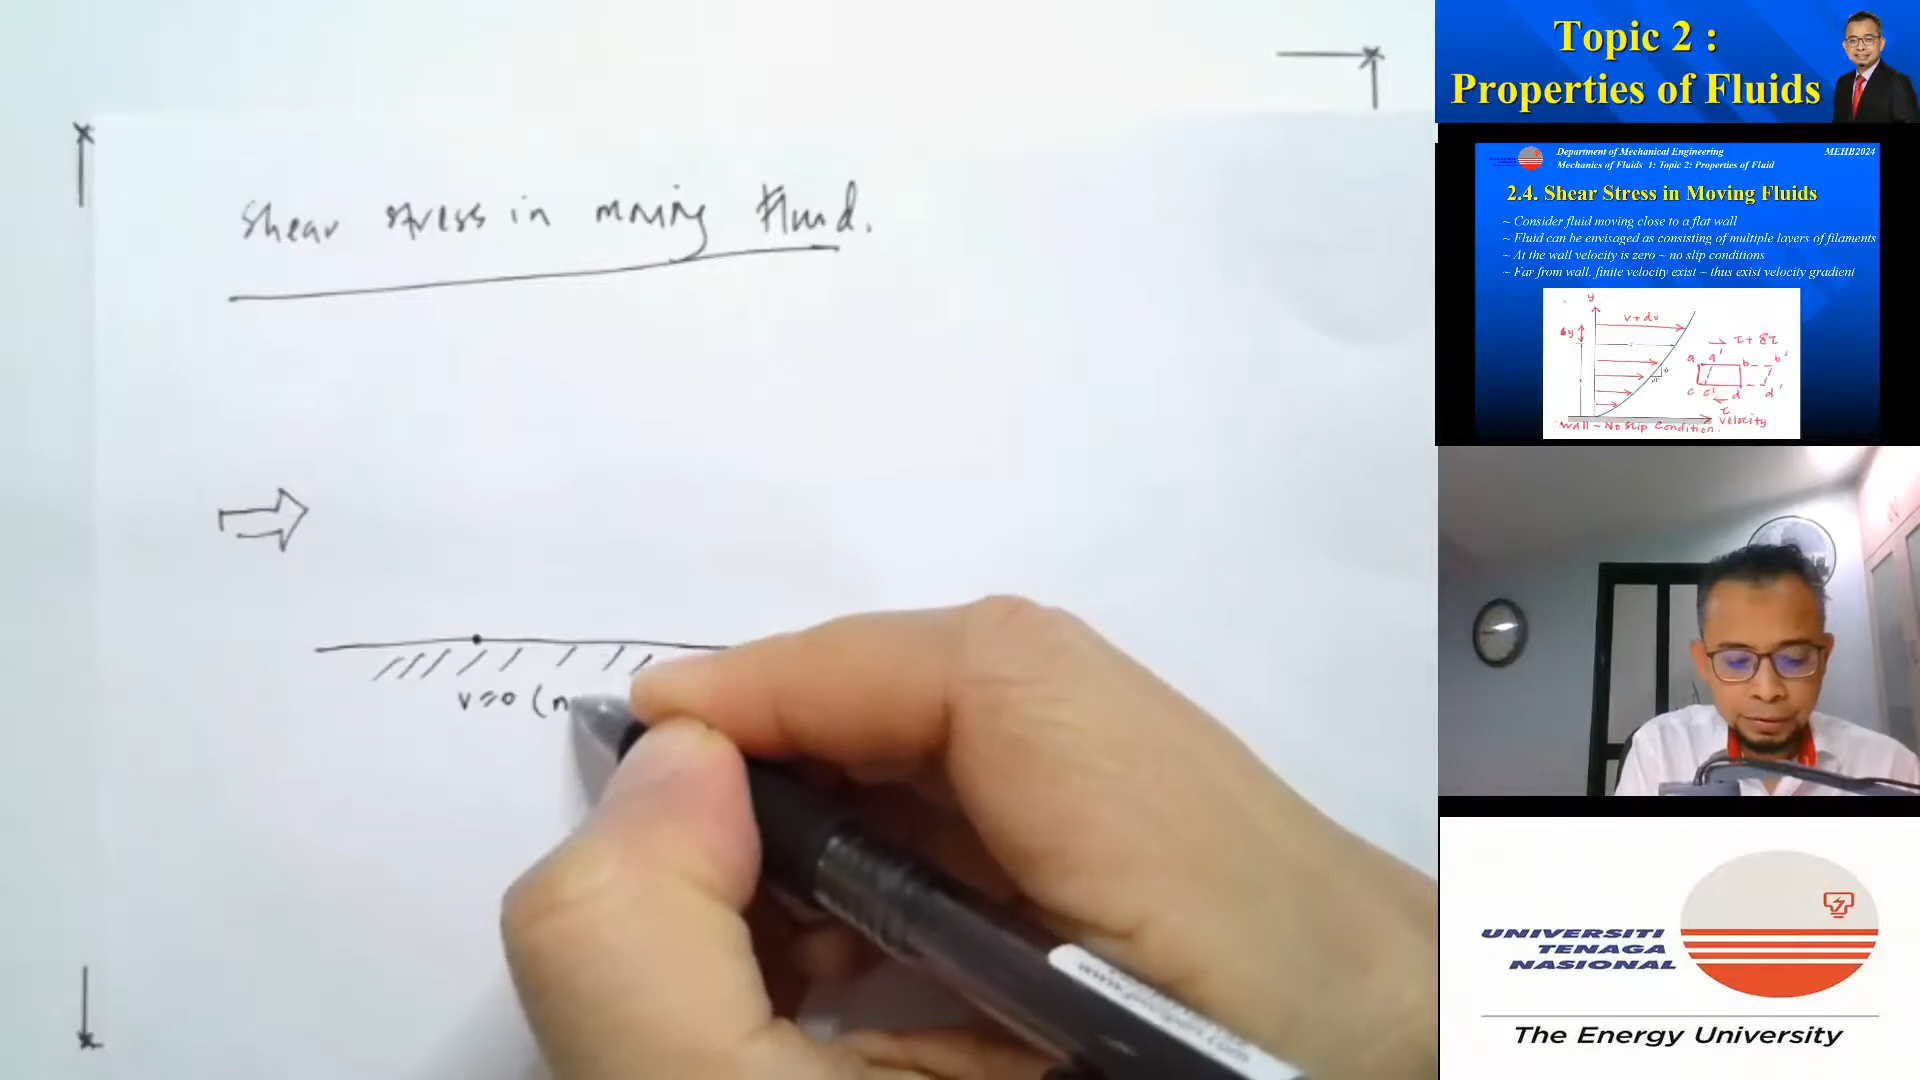 shear stress in moving fluid.
v=0 (n
Topic 2 :
Properties of Fluids
Department of Mechanical Engineering
MEHB2024
Mechanics of Fluids 1: Topic 2: Properties of Fluid
2.4. Shear Stress in Moving Fluids
~ Consider fluid moving close to a flat wall
~ Fluid can be envisaged as consisting of multiple layers of filaments
~ At the wall velocity is zero ~ no slip conditions
~ Far from wall, finite velocity exist ~ thus exist velocity gradient
y
v + dv
δy
τ + δτ
a a' b b'
c c' d d'
τ
velocity
Wall - No Slip Condition.
UNIVERSITI
TENAGA
NASIONAL
The Energy University